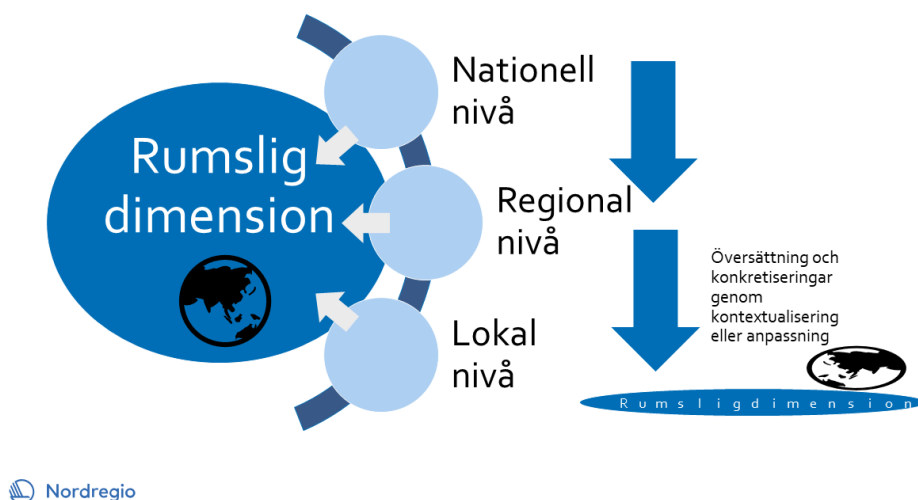 Rumslig
dimension
Nationell
nivå
Regional
nivå
Lokal
nivå
Översättning och
konkretiseringar
genom
kontextualisering
eller anpassning
Rumsligdimension
Nordregio